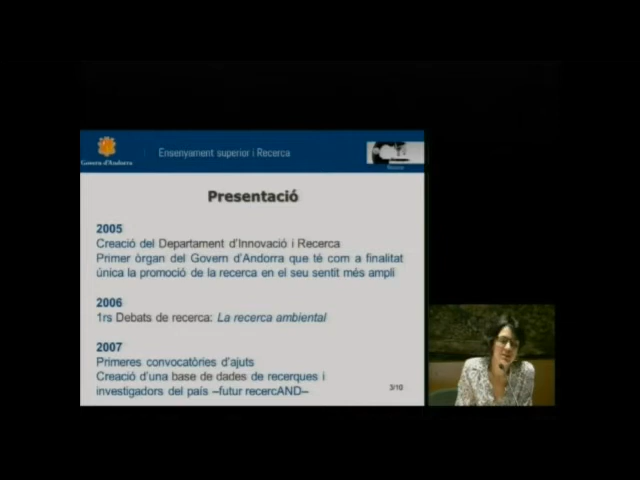 Govern d'Andorra
Ensenyament superior i Recerca
Presentació
2005
Creació del Departament d'Innovació i Recerca
Primer òrgan del Govern d'Andorra que té com a finalitat
única la promoció de la recerca en el seu sentit més ampli
2006
1rs Debats de recerca: La recerca ambiental
2007
Primeres convocatòries d'ajuts
Creació d'una base de dades de recerques i
investigadors del país –futur recercAND–
3/10